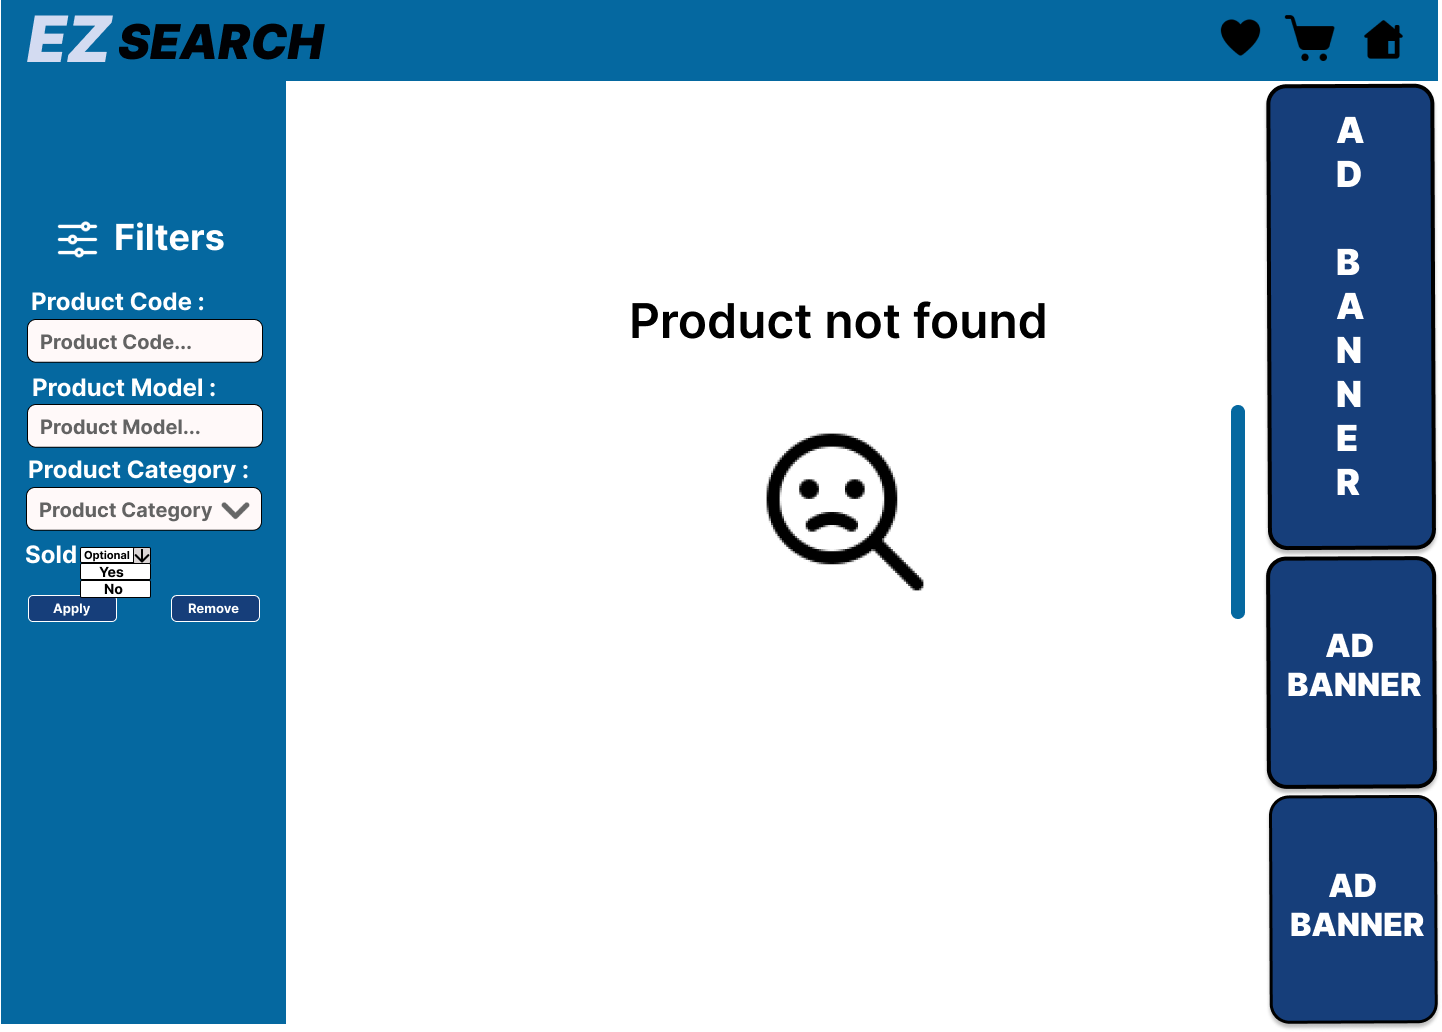 EZ SEARCH
Filters
Product Code :
Product Code...
Product Model :
Product Model...
Product Category :
Product Category
Sold
Optional
Yes
No
Apply
Remove
Product not found
A
D
B
A
N
N
E
R
AD
BANNER
AD
BANNER